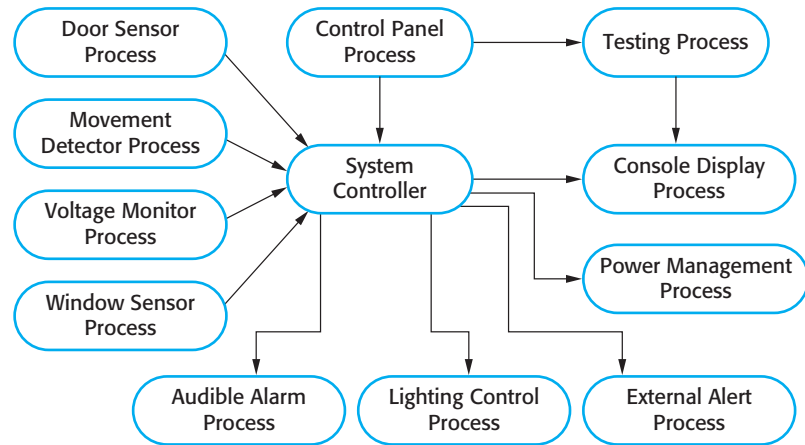 Door Sensor
Process
Control Panel
Process
Testing Process
Movement
Detector Process
System
Controller
Console Display
Process
Voltage Monitor
Process
Power Management
Process
Window Sensor
Process
Audible Alarm
Process
Lighting Control
Process
External Alert
Process